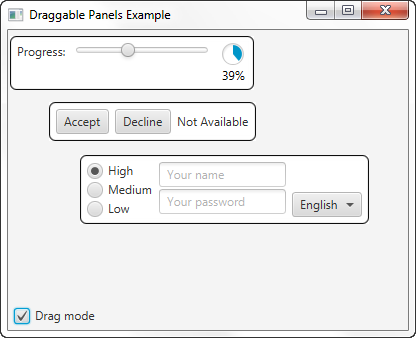 Draggable Panels Example
Progress:
39%
Accept Decline Not Available
High
Your name
Medium
Your password
Low
English
Drag mode